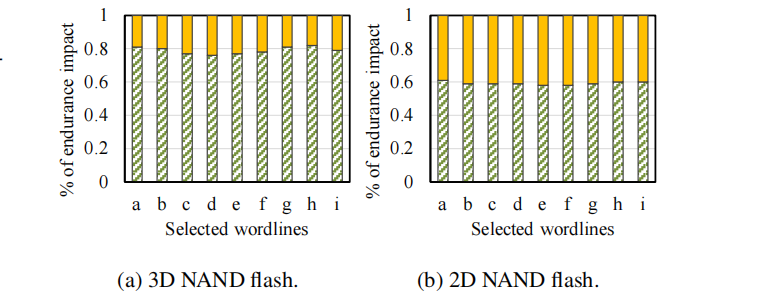 % of endurance impact
1
0.8
0.6
0.4
0.2
0
a b c d e f g h i
Selected wordlines
(a) 3D NAND flash.
% of endurance impact
1
0.8
0.6
0.4
0.2
0
a b c d e f g h i
Selected wordlines
(b) 2D NAND flash.